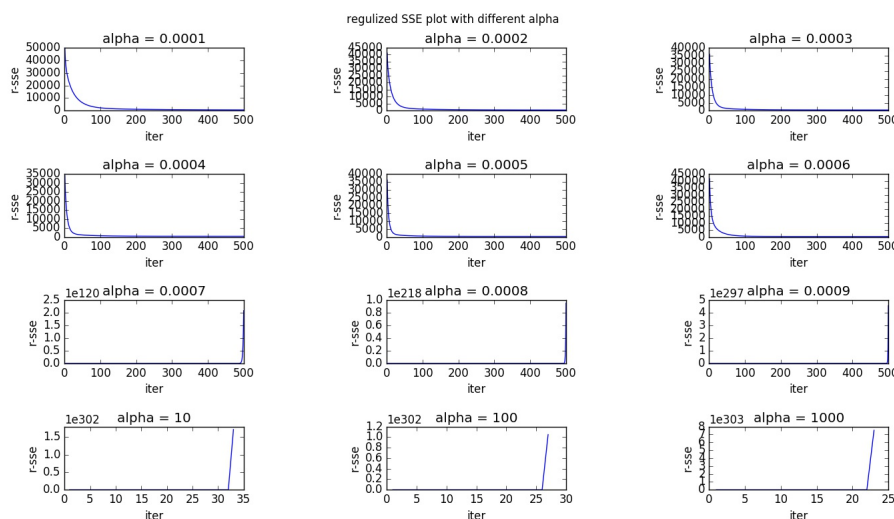 regulized SSE plot with different alpha
alpha = 0.0001
50000
40000
30000
20000
10000
0
r-sse
0 100 200 300 400 500
iter
alpha = 0.0002
45000
40000
35000
30000
25000
20000
15000
10000
5000
0
r-sse
0 100 200 300 400 500
iter
alpha = 0.0003
40000
35000
30000
25000
20000
15000
10000
5000
0
r-sse
0 100 200 300 400 500
iter
alpha = 0.0004
35000
30000
25000
20000
15000
10000
5000
0
r-sse
0 100 200 300 400 500
iter
alpha = 0.0005
45000
40000
35000
30000
25000
20000
15000
10000
5000
0
r-sse
0 100 200 300 400 500
iter
alpha = 0.0006
45000
40000
35000
30000
25000
20000
15000
10000
5000
0
r-sse
0 100 200 300 400 500
iter
1e120 alpha = 0.0007
2.5
2.0
1.5
1.0
0.5
0.0
r-sse
0 100 200 300 400 500
iter
1e218 alpha = 0.0008
1.0
0.8
0.6
0.4
0.2
0.0
r-sse
0 100 200 300 400 500
iter
1e297 alpha = 0.0009
5
4
3
2
1
0
r-sse
0 100 200 300 400 500
iter
1e302 alpha = 10
1.5
1.0
0.5
0.0
r-sse
0 5 10 15 20 25 30 35
iter
1e302 alpha = 100
1.2
1.0
0.8
0.6
0.4
0.2
0.0
r-sse
0 5 10 15 20 25 30
iter
1e303 alpha = 1000
8
7
6
5
4
3
2
1
0
r-sse
0 5 10 15 20 25
iter